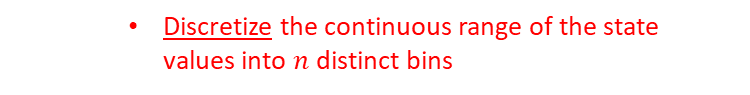 • Discretize the continuous range of the state
values into n distinct bins